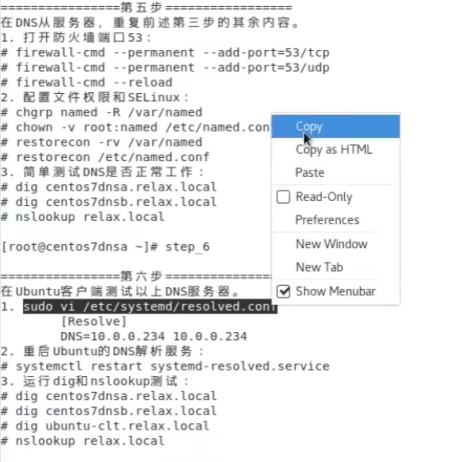 ================第五步================
在DNS从服务器，重复前述第三步的其余内容。
1. 打开防火墙端口53：
# firewall-cmd --permanent --add-port=53/tcp
# firewall-cmd --permanent --add-port=53/udp
# firewall-cmd --reload
2. 配置文件权限和SELinux：
# chgrp named -R /var/named
# chown -v root:named /etc/named.con
# restorecon -rv /var/named
# restorecon /etc/named.conf
3. 简单测试DNS是否正常工作：
# dig centos7dnsa.relax.local
# dig centos7dnsb.relax.local
# nslookup relax.local
[root@centos7dnsa ~]# step_6
================第六步================
在Ubuntu客户端测试以上DNS服务器。
1. sudo vi /etc/systemd/resolved.conf
[Resolve]
DNS=10.0.0.234 10.0.0.234
2. 重启Ubuntu的DNS解析服务：
# systemctl restart systemd-resolved.service
3. 运行dig和nslookup测试：
# dig centos7dnsa.relax.local
# dig centos7dnsb.relax.local
# dig ubuntu-clt.relax.local
# nslookup relax.local
Copy
Copy as HTML
Paste
Read-Only
Preferences
New Window
New Tab
Show Menubar